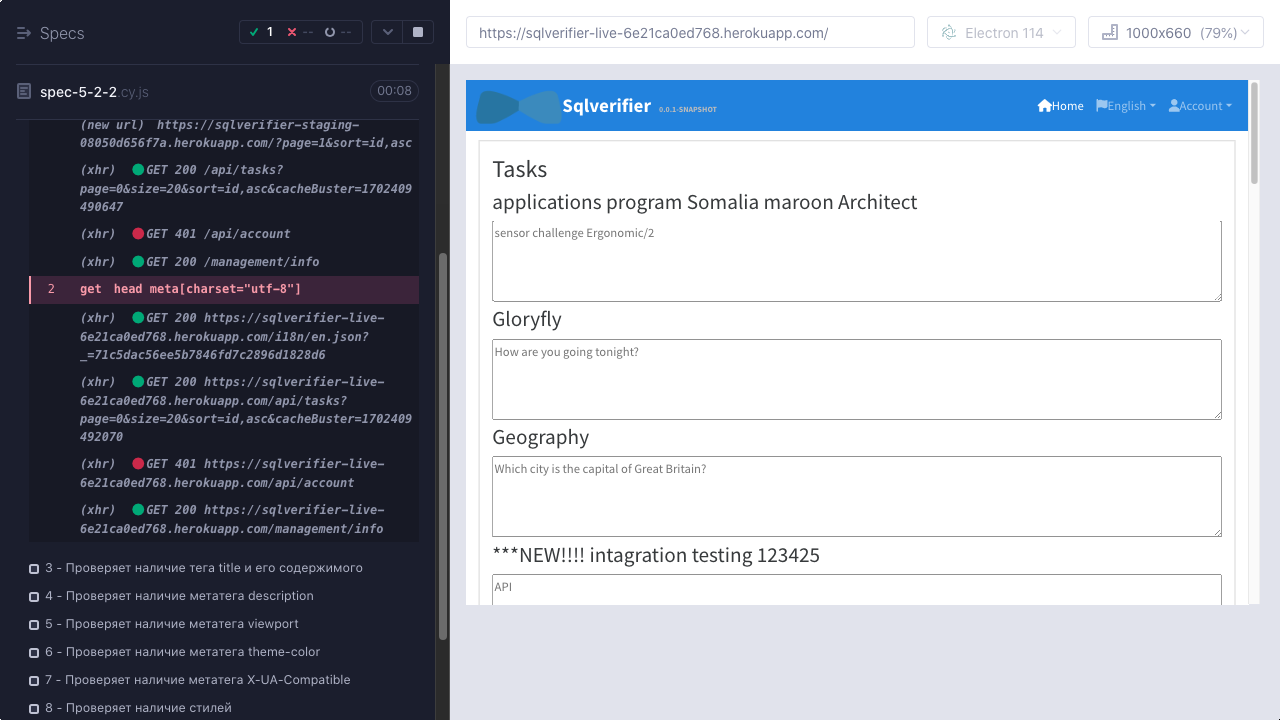 Specs
1 -- --
spec-5-2-2.cy.js
00:08
(new url) https://sqlverifier-staging-
08050d656f7a.herokuapp.com/?page=1&sort=id,asc
(xhr) GET 200 /api/tasks?
page=0&size=20&sort=id,asc&cacheBuster=1702409
490647
(xhr) GET 401 /api/account
(xhr) GET 200 /management/info
2 get head meta[charset="utf-8"]
(xhr) GET 200 https://sqlverifier-live-
6e21ca0ed768.herokuapp.com/i18n/en.json?
_=71c5dac56ee5b7846fd7c2896d1828d6
(xhr) GET 200 https://sqlverifier-live-
6e21ca0ed768.herokuapp.com/api/tasks?
page=0&size=20&sort=id,asc&cacheBuster=1702409
492070
(xhr) GET 401 https://sqlverifier-live-
6e21ca0ed768.herokuapp.com/api/account
(xhr) GET 200 https://sqlverifier-live-
6e21ca0ed768.herokuapp.com/management/info
3 - Проверяет наличие тега title и его содержимого
4 - Проверяет наличие метатега description
5 - Проверяет наличие метатега viewport
6 - Проверяет наличие метатега theme-color
7 - Проверяет наличие метатега X-UA-Compatible
8 - Проверяет наличие стилей
https://sqlverifier-live-6e21ca0ed768.herokuapp.com/
Electron 114
1000x660 (79%)
Sqlverifier 0.0.1-SNAPSHOT
Home
English
Account
Tasks
applications program Somalia maroon Architect
sensor challenge Ergonomic/2
Gloryfly
How are you going tonight?
Geography
Which city is the capital of Great Britain?
***NEW!!!! intagration testing 123425
API